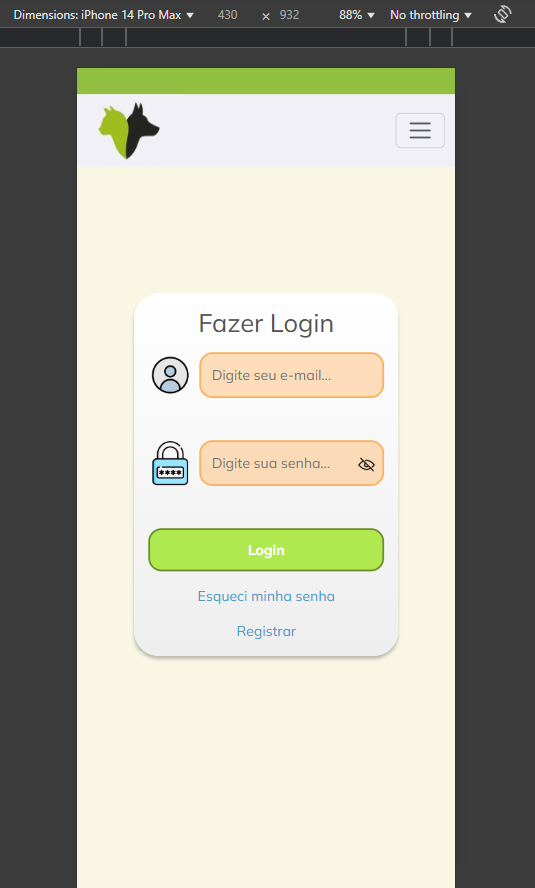 Dimensions: iPhone 14 Pro Max 430 × 932 88% No throttling
Fazer Login
Digite seu e-mail...
****
Digite sua senha...
Login
Esqueci minha senha
Registrar